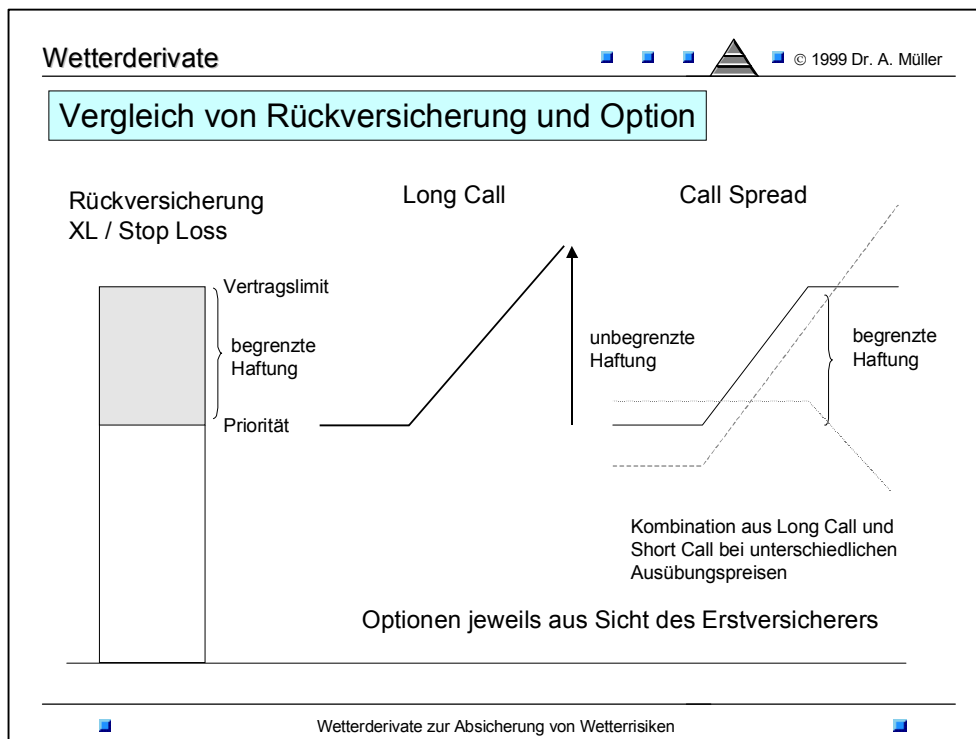 Wetterderivate
© 1999 Dr. A. Müller
Vergleich von Rückversicherung und Option
Rückversicherung
XL / Stop Loss
Long Call
Call Spread
Vertragslimit
begrenzte
Haftung
Priorität
unbegrenzte
Haftung
begrenzte
Haftung
Kombination aus Long Call und
Short Call bei unterschiedlichen
Ausübungspreisen
Optionen jeweils aus Sicht des Erstversicherers
Wetterderivate zur Absicherung von Wetterrisiken